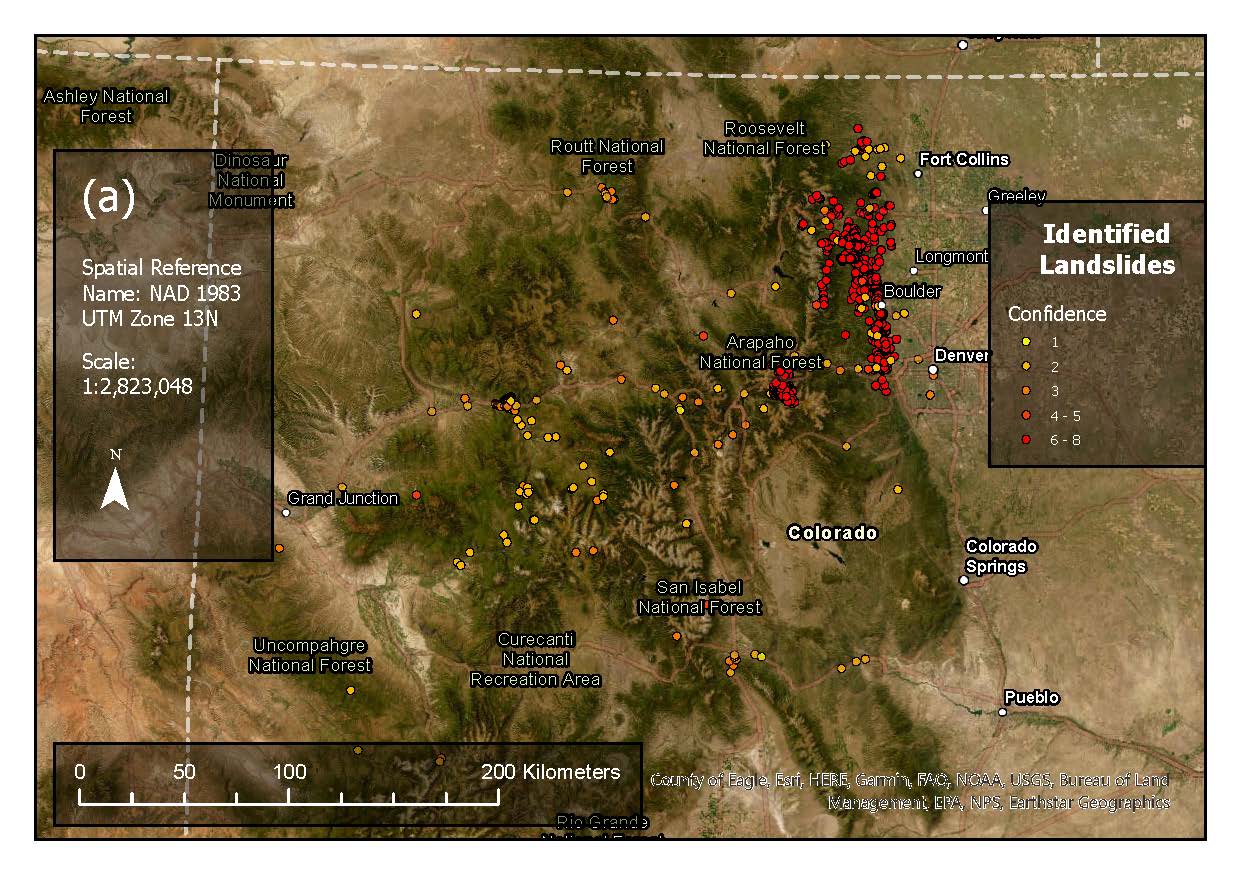 Ashley National
Forest
Dinosaur
National
Monument
(a)
Spatial Reference
Name: NAD 1983
UTM Zone 13N
Scale:
1:2,823,048
N
Routt National
Forest
Roosevelt
National Forest
Fort Collins
Greeley
Longmont
Boulder
Identified
Landslides
Confidence
1
2
3
4 - 5
6 - 8
Arapaho
National Forest
Denver
Grand Junction
Colorado
Colorado
Springs
San Isabel
National Forest
Uncompahgre
National Forest
Curecanti
National
Recreation Area
Pueblo
0 50 100 200 Kilometers
County of Eagle, Esri, HERE, Garmin, FAO, NOAA, USGS, Bureau of Land
Management, EPA, NPS, Earthstar Geographics
Rio Grande